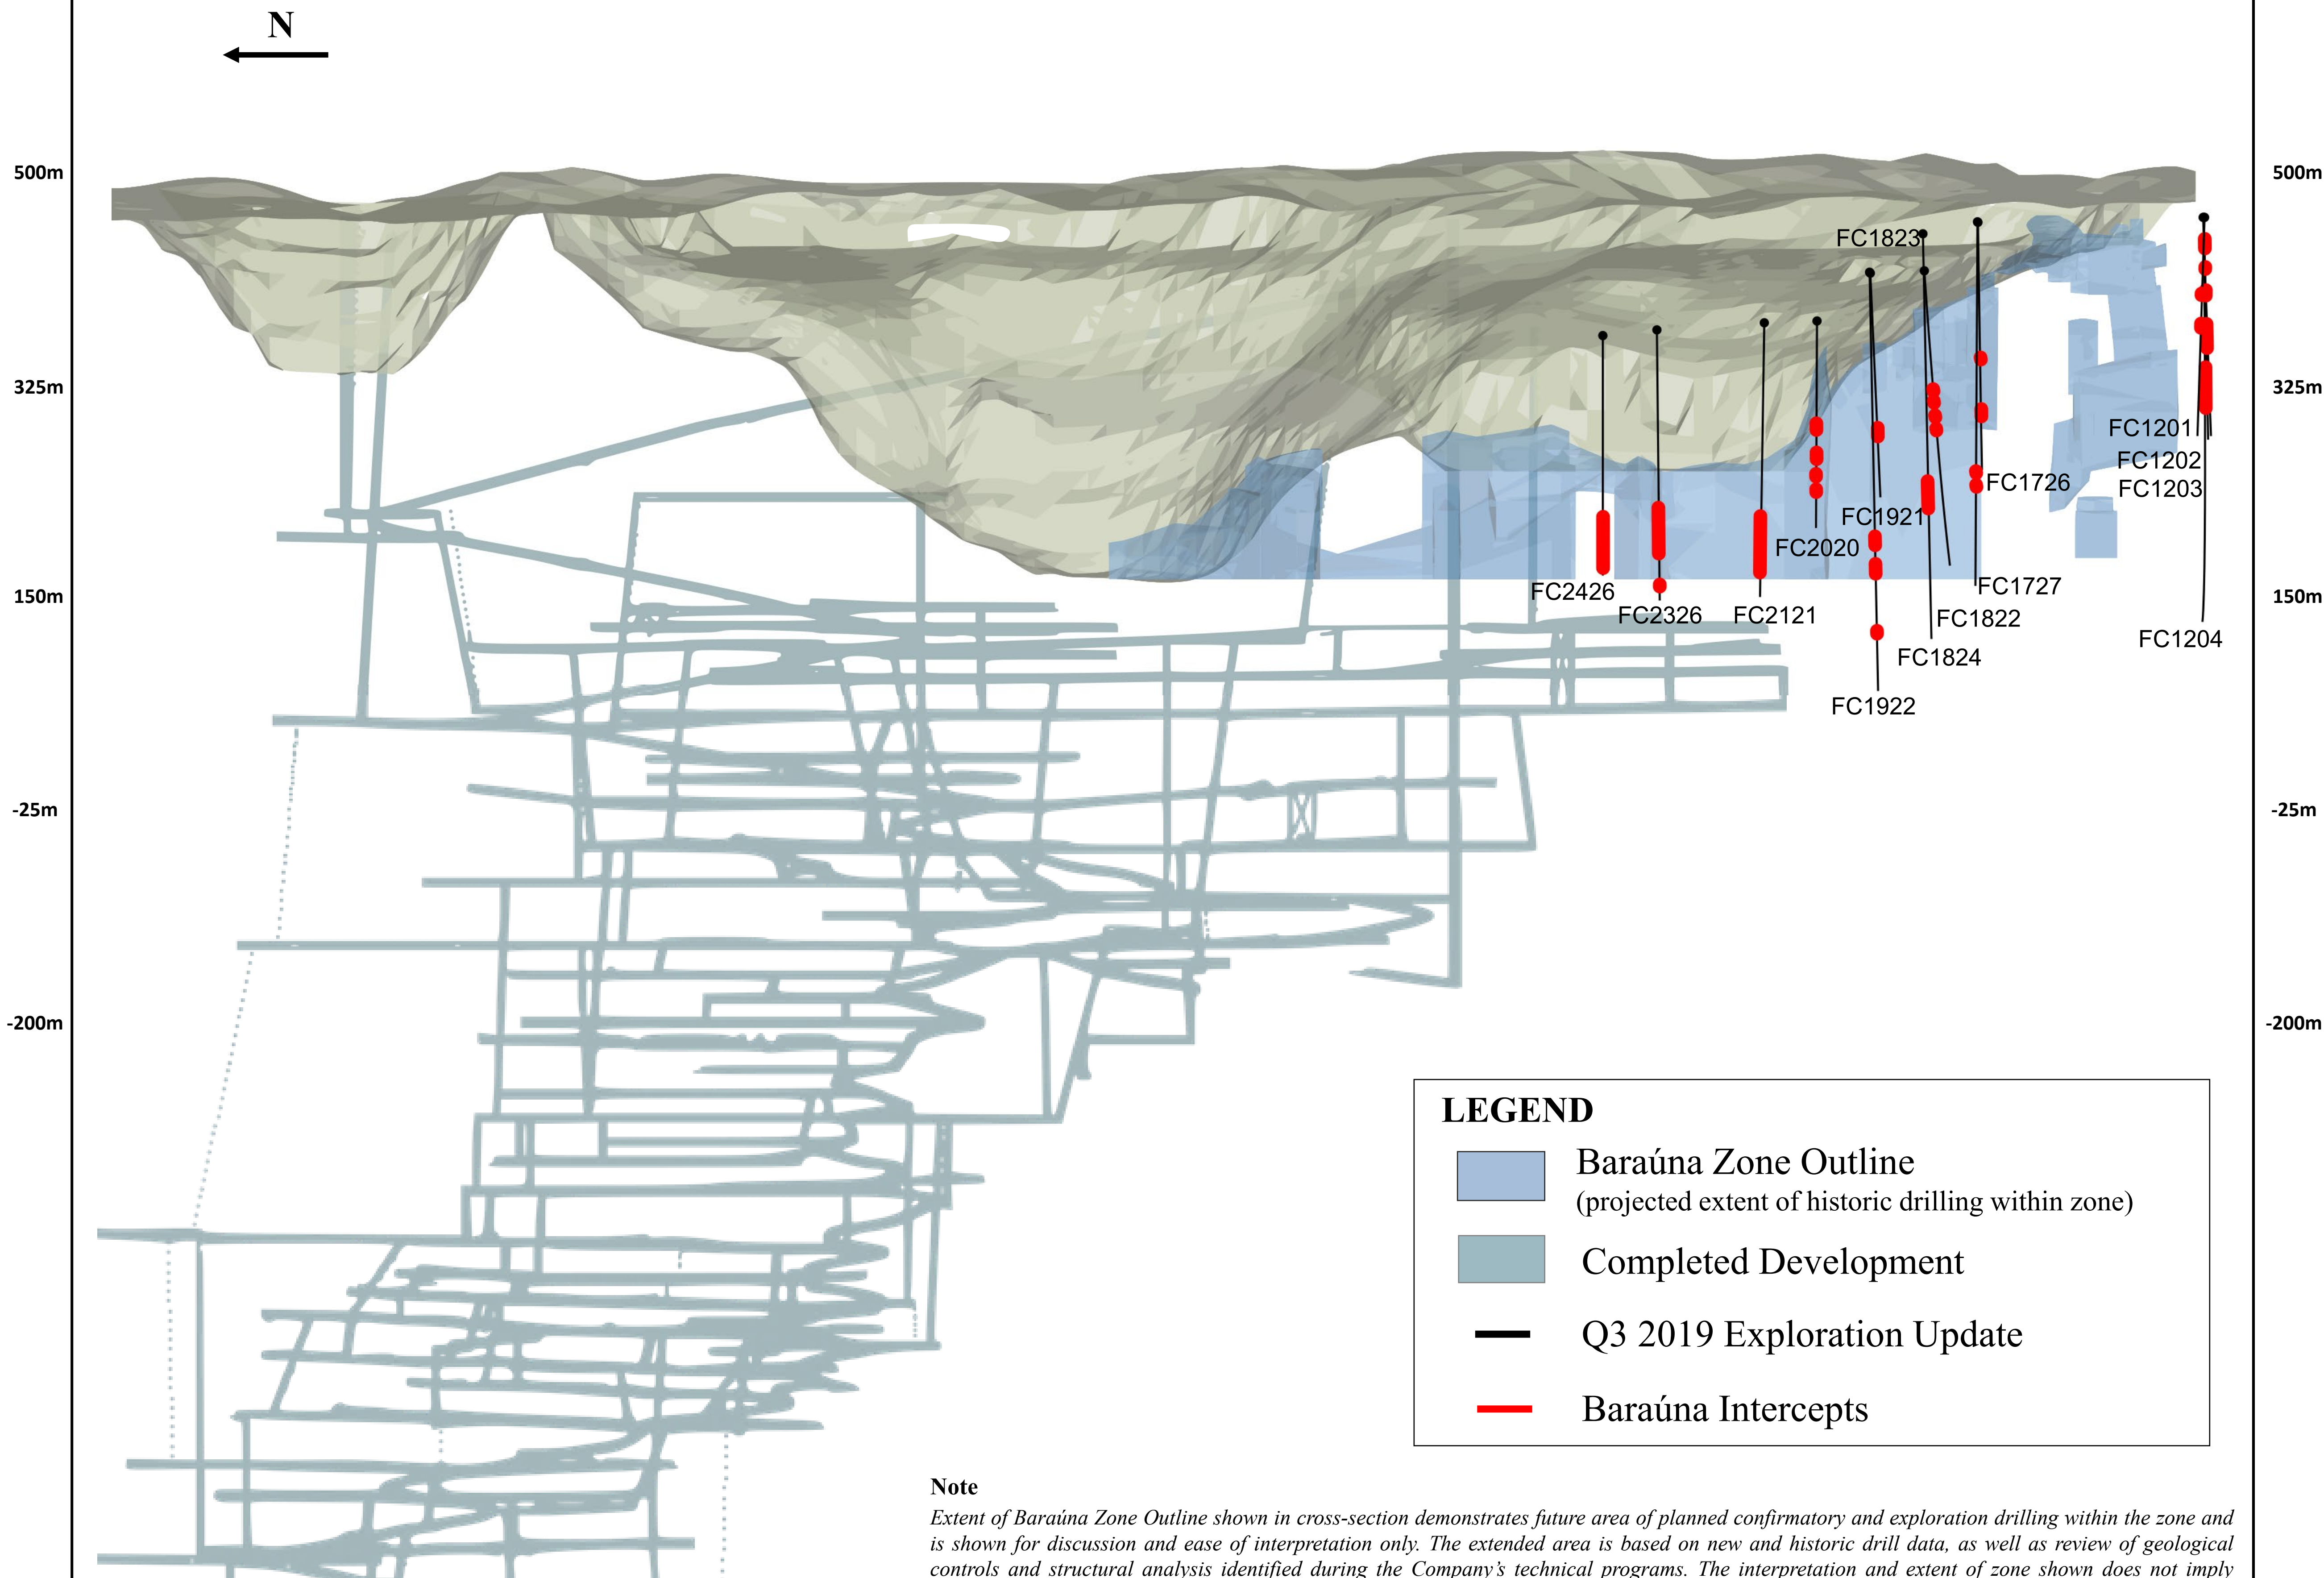 N
500m
500m
FC1823
325m
325m
FC1201
FC1202
FC1726
FC1203
FC1921
FC2020
FC2426
FC1727
150m
150m
FC2326
FC2121
FC1822
FC1204
FC1824
FC1922
-25m
-25m
-200m
-200m
LEGEND
Baraúna Zone Outline
(projected extent of historic drilling within zone)
Completed Development
Q3 2019 Exploration Update
Baraúna Intercepts
Note
Extent of Baraúna Zone Outline shown in cross-section demonstrates future area of planned confirmatory and exploration drilling within the zone and
is shown for discussion and ease of interpretation only. The extended area is based on new and historic drill data, as well as review of geological
controls and structural analysis identified during the Company's technical programs. The interpretation and extent of zone shown does not imply